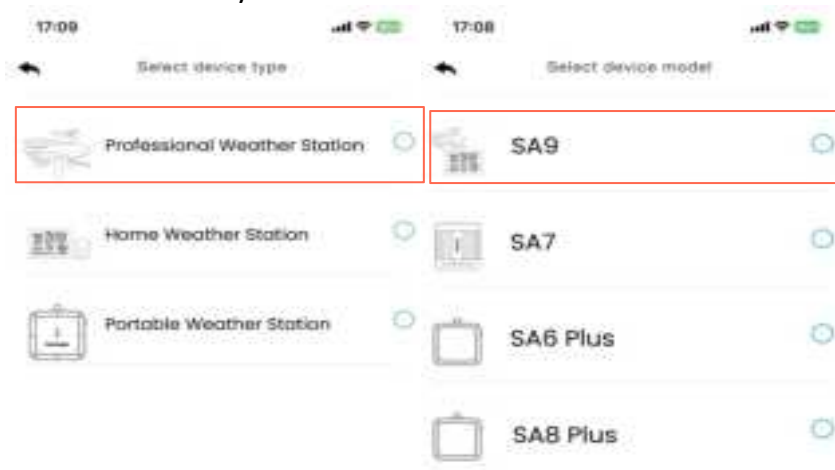 17:09
Select device type
Professional Weather Station
Home Weather Station
Portable Weather Station
17:08
Select device model
SA9
SA7
SA6 Plus
SA8 Plus